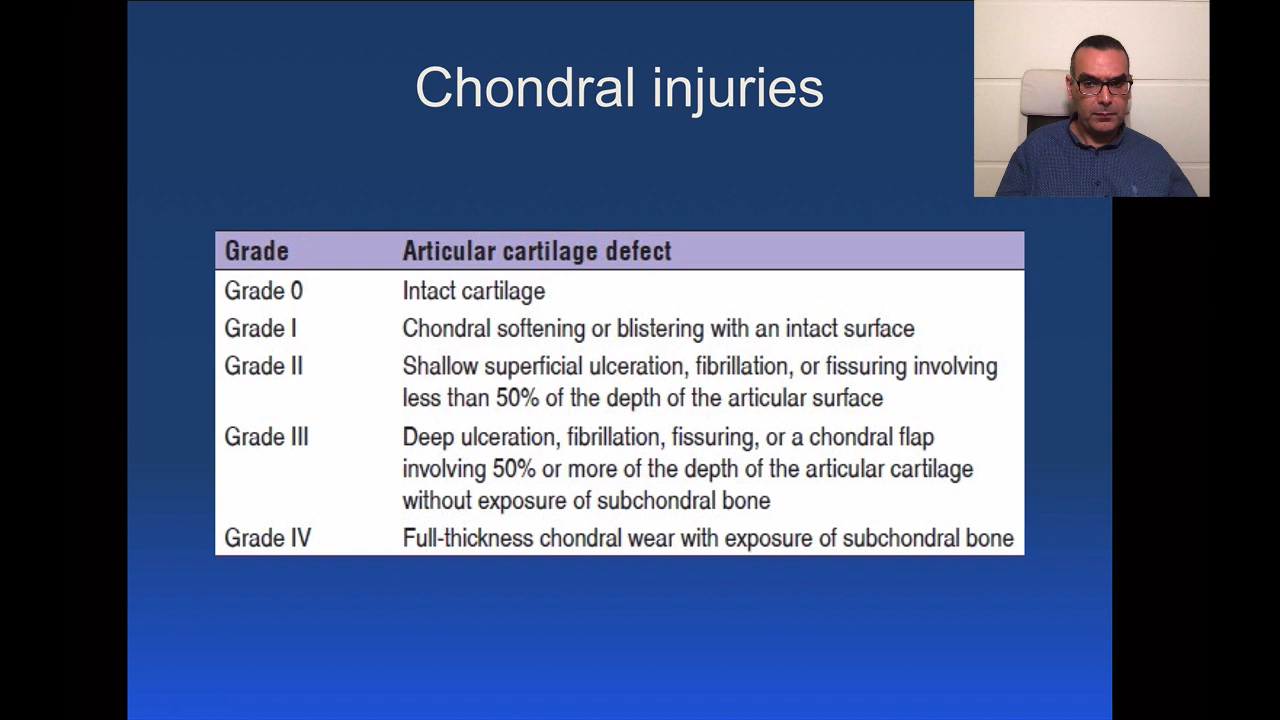 Chondral injuries
Grade Articular cartilage defect
Grade 0 Intact cartilage
Grade I Chondral softening or blistering with an intact surface
Grade II Shallow superficial ulceration, fibrillation, or fissuring involving
less than 50% of the depth of the articular surface
Grade III Deep ulceration, fibrillation, fissuring, or a chondral flap
involving 50% or more of the depth of the articular cartilage
without exposure of subchondral bone
Grade IV Full-thickness chondral wear with exposure of subchondral bone